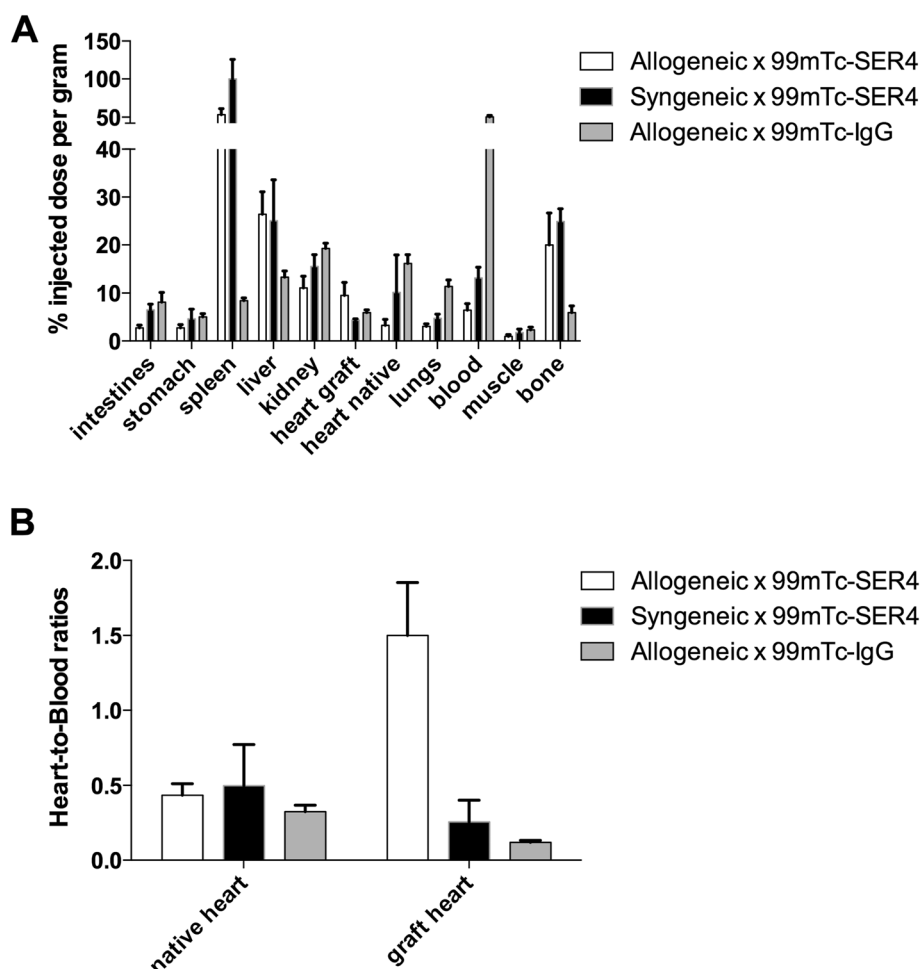 A
% injected dose per gram
150
100
50
40
30
20
10
0
intestines
stomach
spleen
liver
kidney
heart graft
heart native
lungs
blood
muscle
bone
Allogeneic x 99mTc-SER4
Syngeneic x 99mTc-SER4
Allogeneic x 99mTc-IgG
B
Heart-to-Blood ratios
2.0
1.5
1.0
0.5
0.0
native heart
graft heart
Allogeneic x 99mTc-SER4
Syngeneic x 99mTc-SER4
Allogeneic x 99mTc-IgG